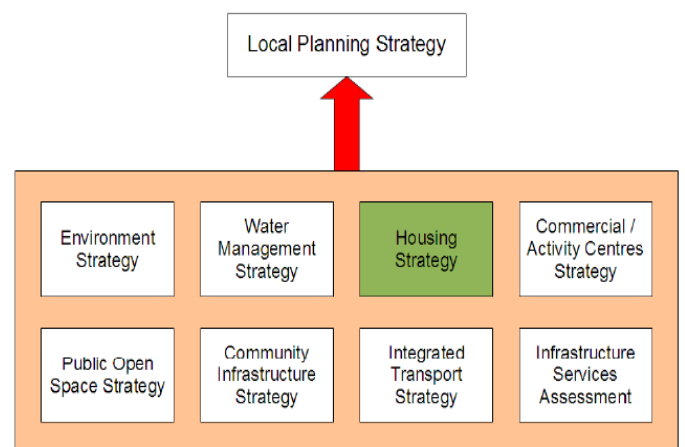 Local Planning Strategy
Environment
Strategy
Water
Management
Strategy
Housing
Strategy
Commercial /
Activity Centres
Strategy
Public Open
Space Strategy
Community
Infrastructure
Strategy
Integrated
Transport
Strategy
Infrastructure
Services
Assessment